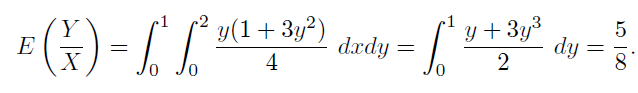 E(Y/X) = ∫₀¹ ∫₀² y(1 + 3y²)/4 dxdy = ∫₀¹ (y + 3y³)/2 dy = 5/8.